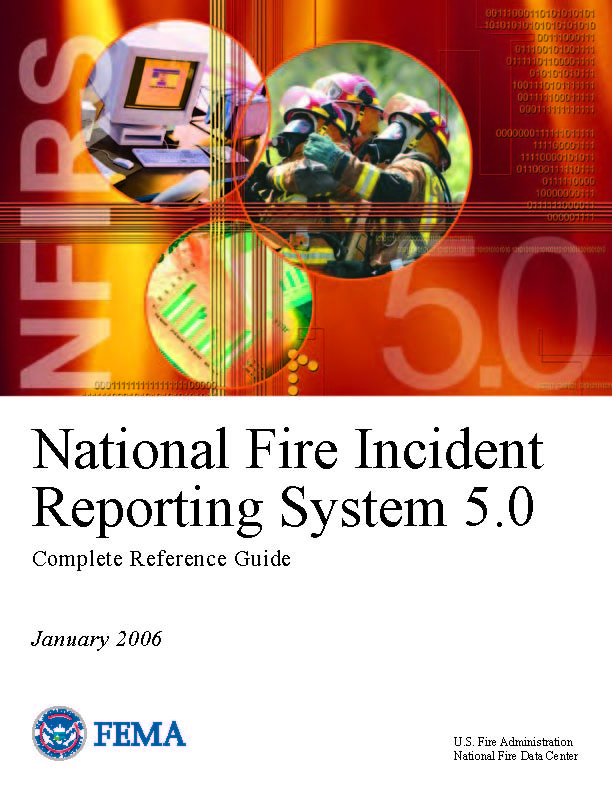 NFIRS
5.0
National Fire Incident
Reporting System 5.0
Complete Reference Guide
January 2006
FEMA
U.S. Fire Administration
National Fire Data Center